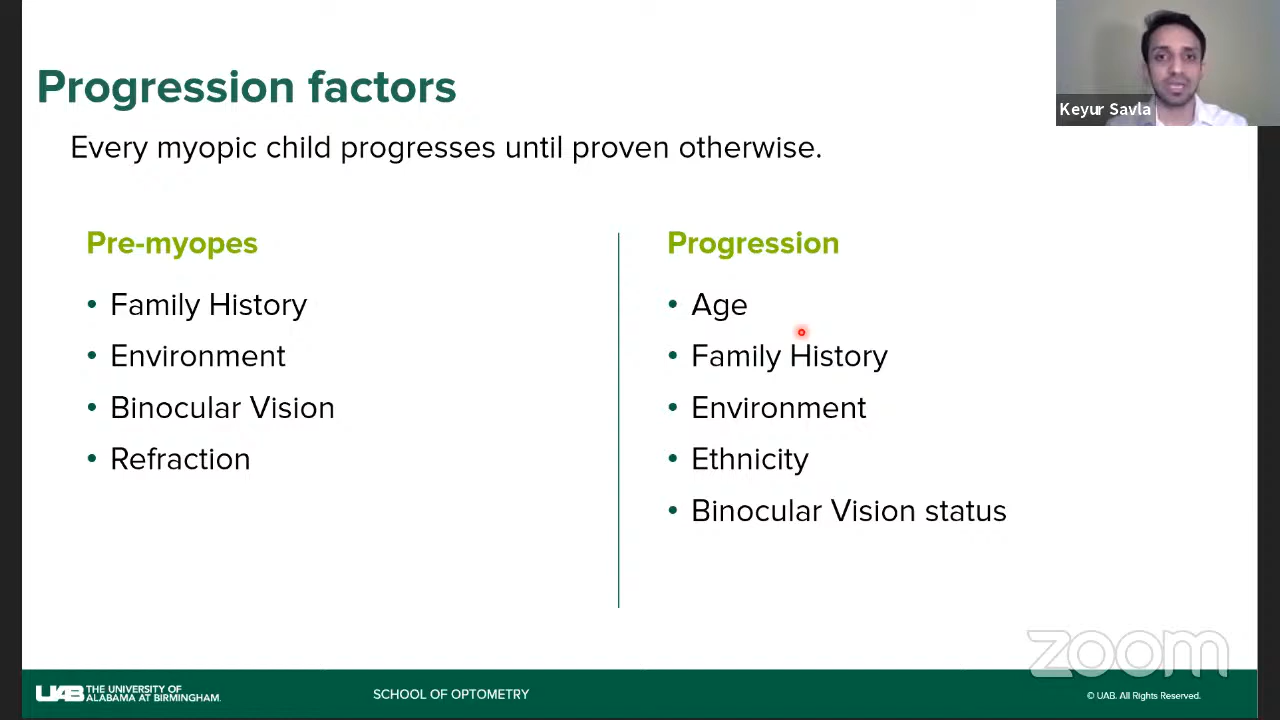 Progression factors
Every myopic child progresses until proven otherwise.
Pre-myopes
• Family History
• Environment
• Binocular Vision
• Refraction
Progression
• Age
• Family History
• Environment
• Ethnicity
• Binocular Vision status
Keyur Savla
zoom
UAB THE UNIVERSITY OF
ALABAMA AT BIRMINGHAM.
SCHOOL OF OPTOMETRY
© UAB. All Rights Reserved.